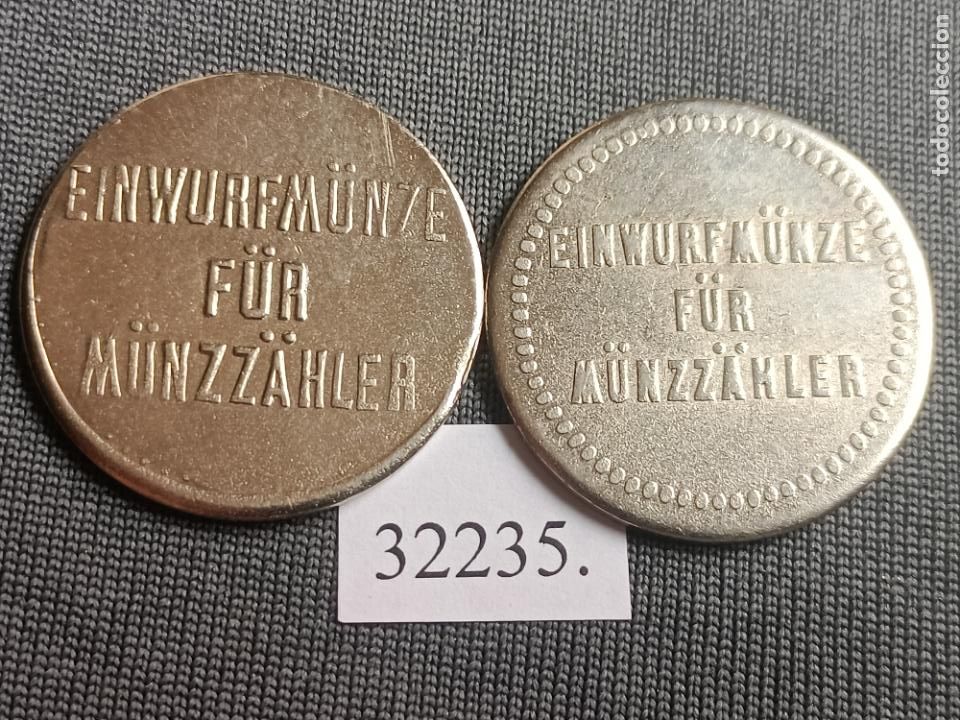 EINWURFMÜNZE
FÜR
MÜNZZÄHLER
EINWURFMÜNZE
FÜR
MÜNZZÄHLER
32235.
todocoleccion